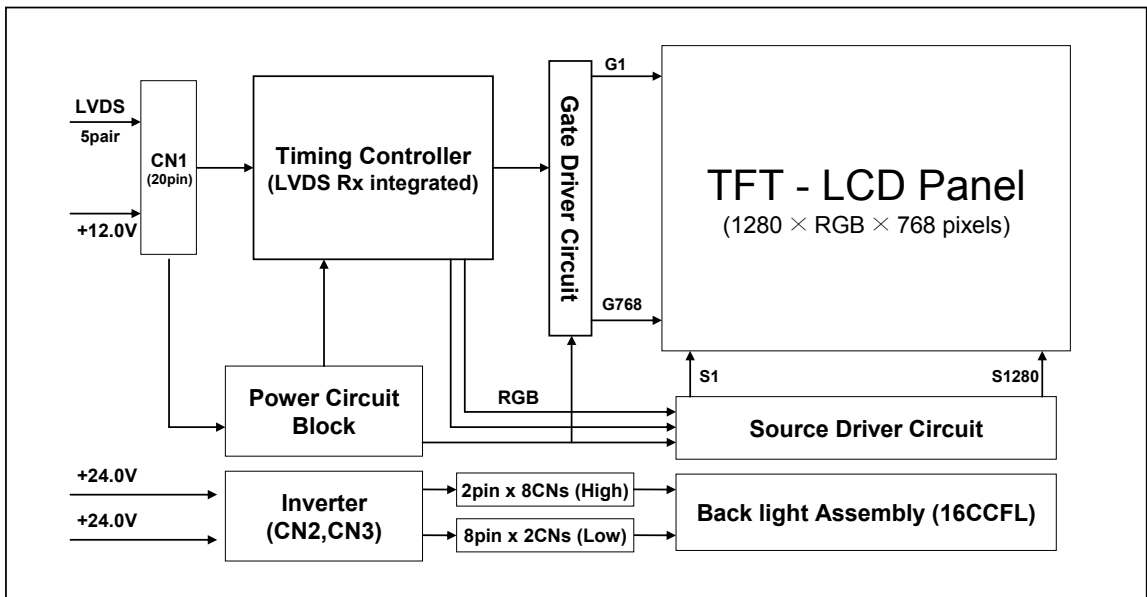 LVDS
5pair
+12.0V
CN1
(20pin)
Timing Controller
(LVDS Rx integrated)
Gate Driver Circuit
G1
G768
TFT - LCD Panel
(1280 × RGB × 768 pixels)
S1
S1280
Power Circuit
Block
RGB
Source Driver Circuit
+24.0V
+24.0V
Inverter
(CN2,CN3)
2pin x 8CNs (High)
8pin x 2CNs (Low)
Back light Assembly (16CCFL)